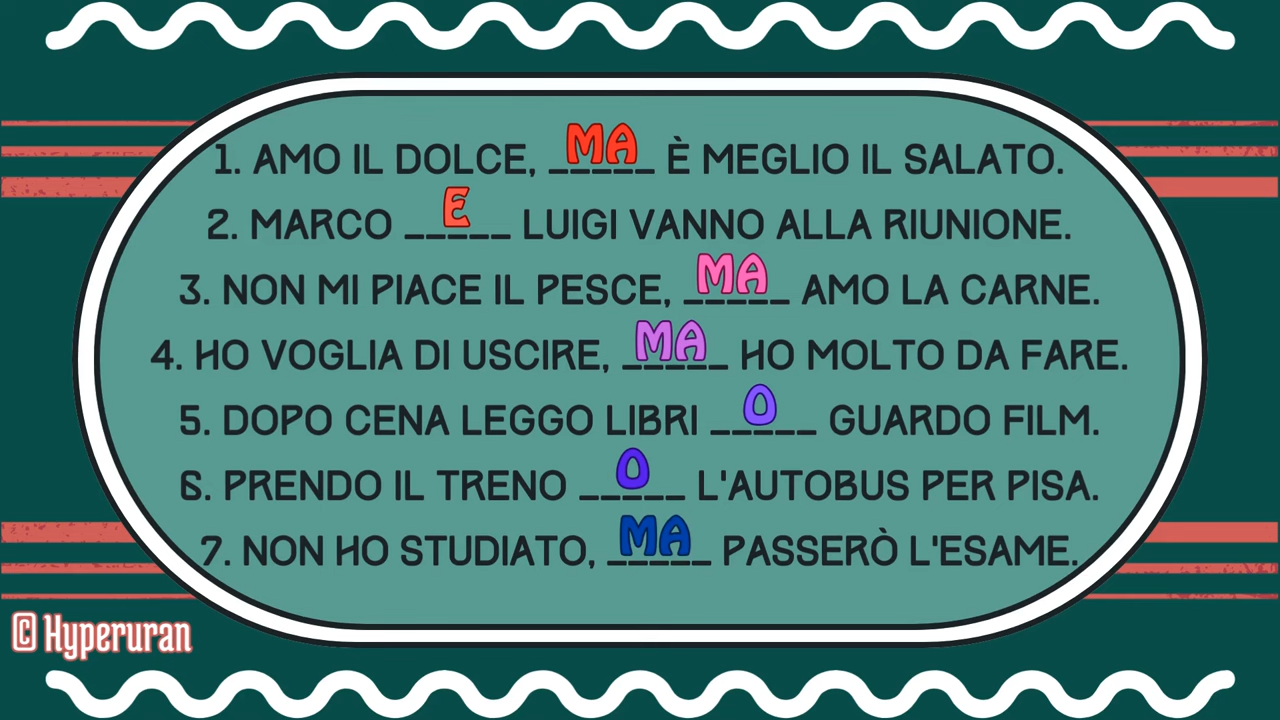 1. AMO IL DOLCE, MA È MEGLIO IL SALATO.
2. MARCO E LUIGI VANNO ALLA RIUNIONE.
3. NON MI PIACE IL PESCE, MA AMO LA CARNE.
4. HO VOGLIA DI USCIRE, MA HO MOLTO DA FARE.
5. DOPO CENA LEGGO LIBRI O GUARDO FILM.
6. PRENDO IL TRENO O L'AUTOBUS PER PISA.
7. NON HO STUDIATO, MA PASSERÒ L'ESAME.
© Hyperuran